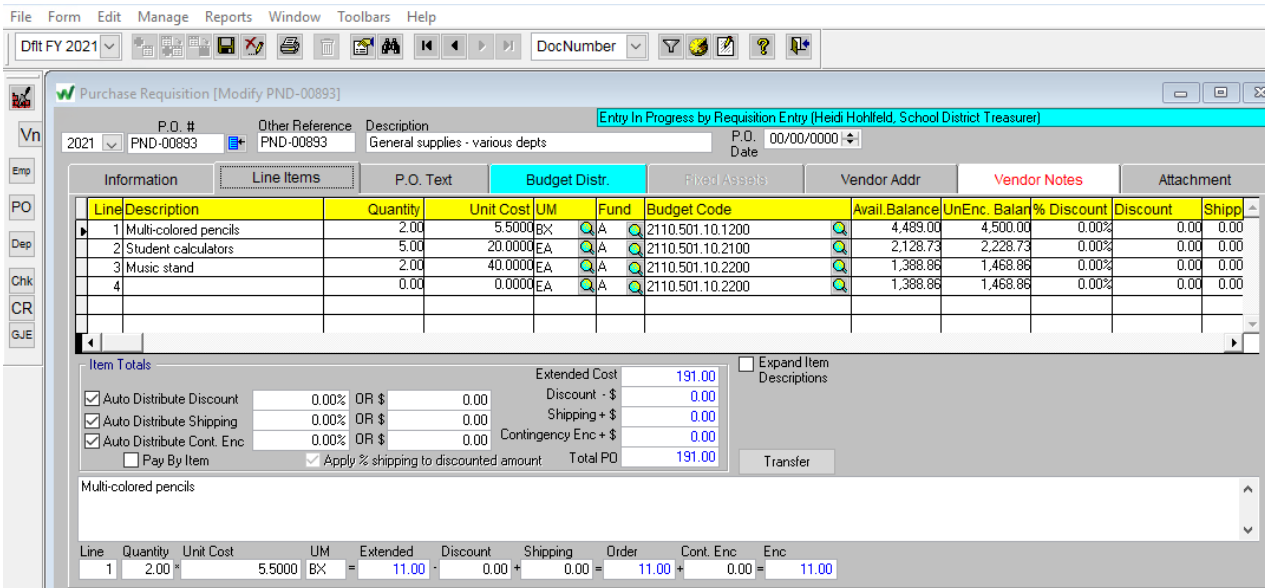 File Form Edit Manage Reports Window Toolbars Help
Dflt FY 2021 DocNumber
Purchase Requisition [Modify PND-00893]
Entry In Progress by Requisition Entry (Heidi Hohlfeld, School District Treasurer)
P.O. # Other Reference Description
2021 PND-00893 PND-00893 General supplies - various depts P.O. Date 00/00/0000
Vn
Emp
PO
Dep
Chk
CR
GJE
Information Line Items P.O. Text Budget Distr. Fixed Assets Vendor Addr Vendor Notes Attachment
Line Description Quantity Unit Cost UM Fund Budget Code Avail.Balance UnEnc. Balan % Discount Discount Shipp
1 Multi-colored pencils 2.00 5.5000 BX A 2110.501.10.1200 4,489.00 4,500.00 0.00% 0.00 0.00
2 Student calculators 5.00 20.0000 EA A 2110.501.10.2100 2,128.73 2,228.73 0.00% 0.00 0.00
3 Music stand 2.00 40.0000 EA A 2110.501.10.2200 1,388.86 1,468.86 0.00% 0.00 0.00
4 0.00 0.0000 EA A 2110.501.10.2200 1,388.86 1,468.86 0.00% 0.00 0.00
Item Totals
Extended Cost 191.00
Expand Item Descriptions
Auto Distribute Discount 0.00% OR $ 0.00 Discount - $ 0.00
Auto Distribute Shipping 0.00% OR $ 0.00 Shipping + $ 0.00
Auto Distribute Cont. Enc 0.00% OR $ 0.00 Contingency Enc + $ 0.00
Pay By Item Apply % shipping to discounted amount Total PO 191.00 Transfer
Multi-colored pencils
Line Quantity Unit Cost UM Extended Discount Shipping Order Cont. Enc Enc
1 2.00 * 5.5000 BX = 11.00 - 0.00 + 0.00 = 11.00 + 0.00 = 11.00